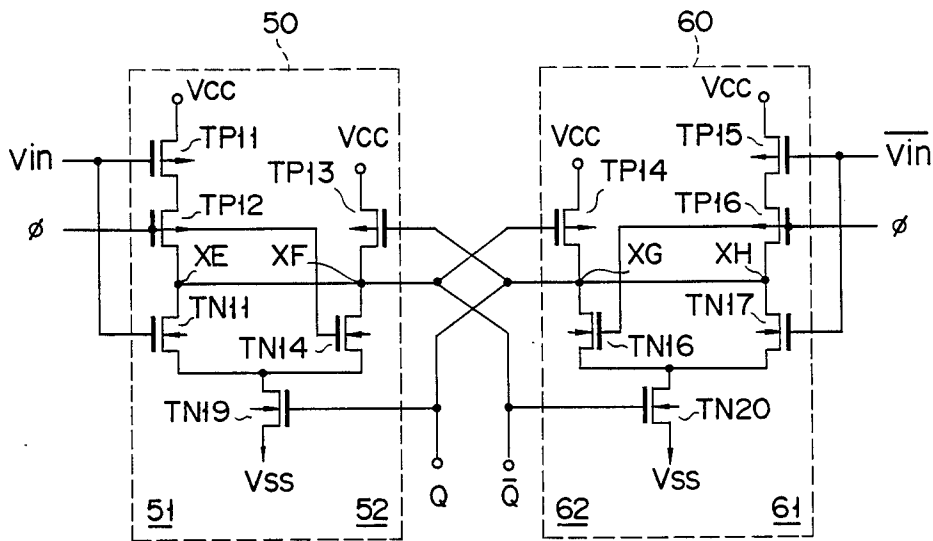 50
60
VCC
VCC
VCC
VCC
TP11
TP13
TP14
TP15
Vin
V̅i̅n̅
TP12
TP16
ø
ø
XE
XF
XG
XH
TN11
TN14
TN16
TN17
TN19
TN20
VSS
VSS
Q
Q̅
51
52
62
61